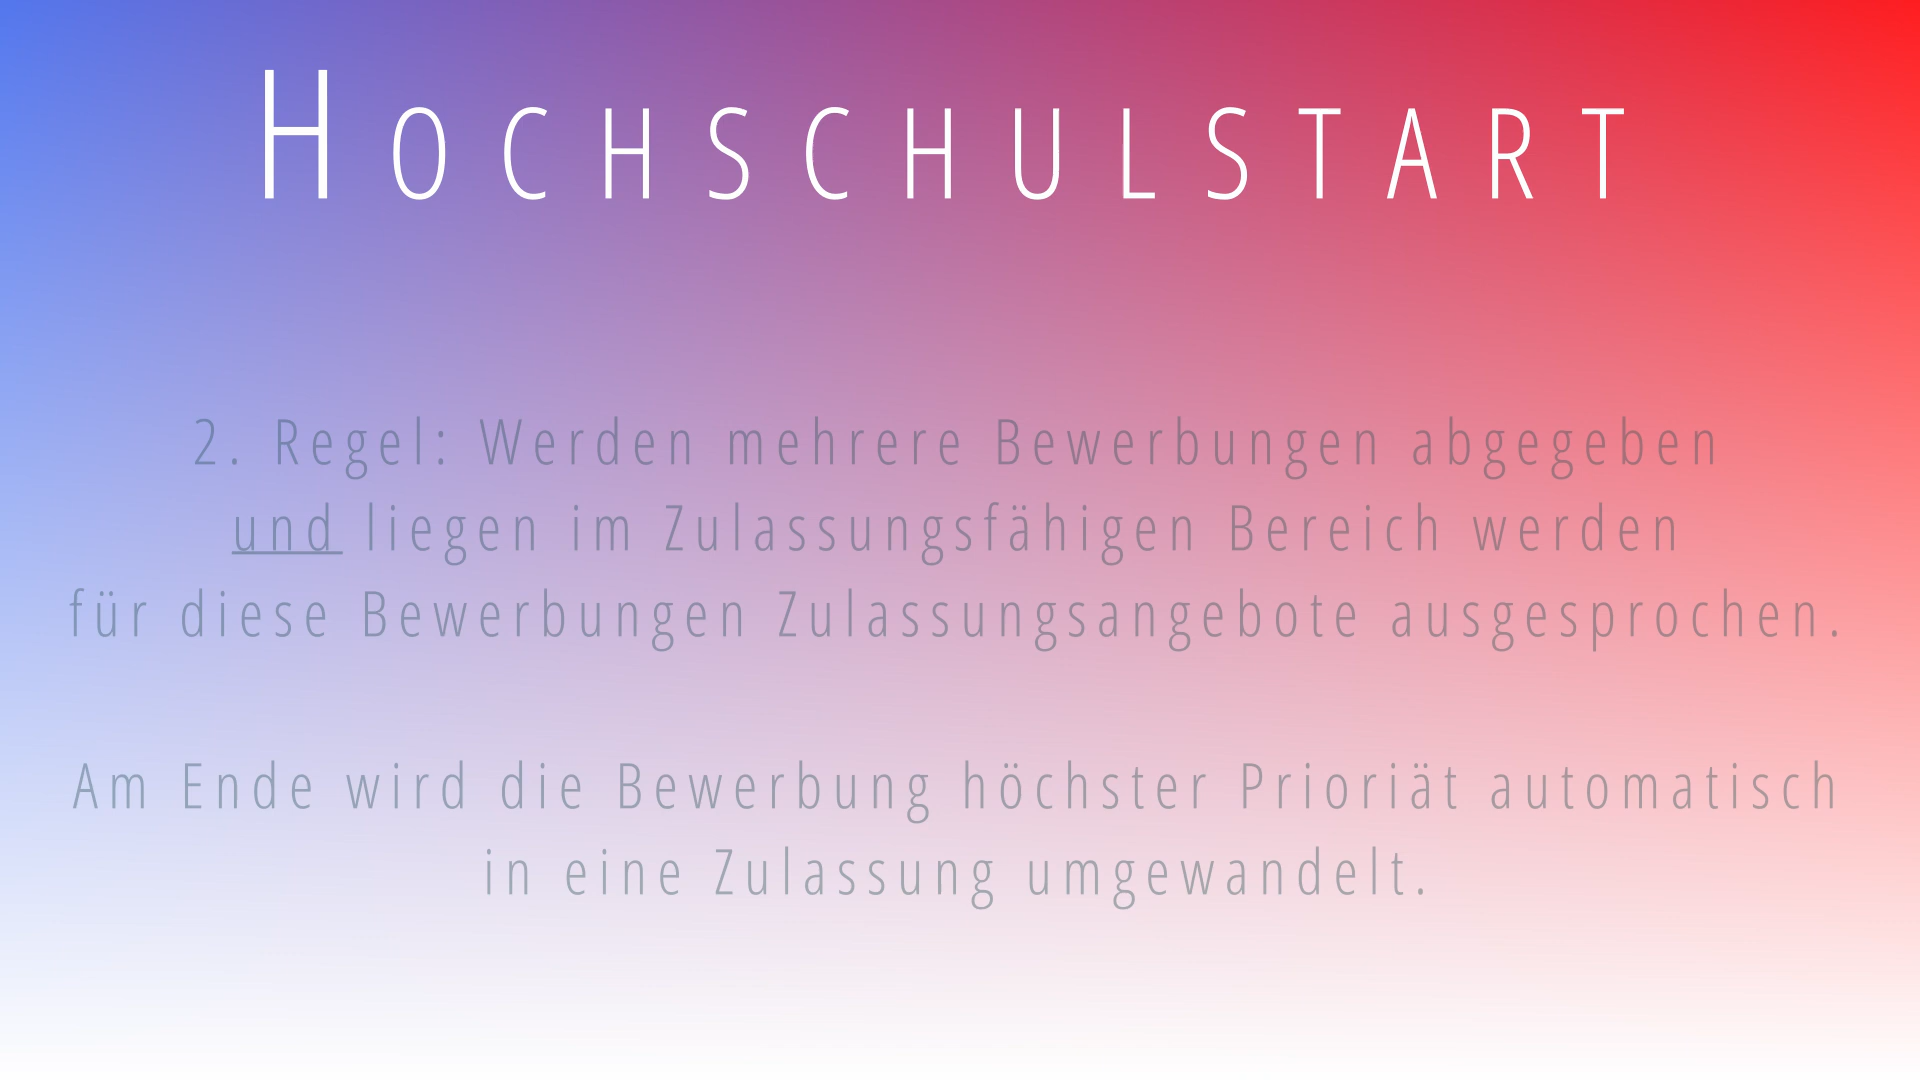 Hochschulstart
2. Regel: Werden mehrere Bewerbungen abgegeben
und liegen im Zulassungsfähigen Bereich werden
für diese Bewerbungen Zulassungsangebote ausgesprochen.
Am Ende wird die Bewerbung höchster Prioriät automatisch
in eine Zulassung umgewandelt.